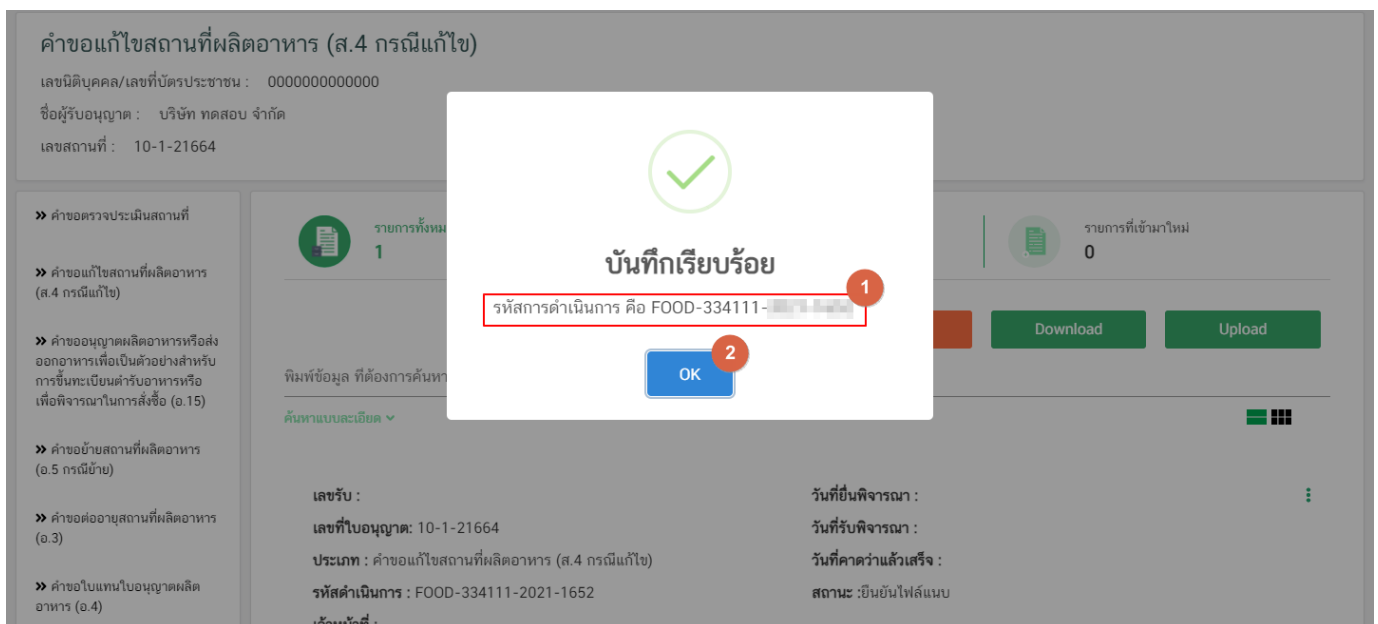 คำขอแก้ไขสถานที่ผลิตอาหาร (ส.4 กรณีแก้ไข)
เลขนิติบุคคล/เลขที่บัตรประชาชน : 0000000000000
ชื่อผู้รับอนุญาต : บริษัท ทดสอบ จำกัด
เลขสถานที่ : 10-1-21664
» คำขอตรวจประเมินสถานที่
» คำขอแก้ไขสถานที่ผลิตอาหาร
(ส.4 กรณีแก้ไข)
» คำขออนุญาตผลิตอาหารหรือส่ง
ออกอาหารเพื่อเป็นตัวอย่างสำหรับ
การขึ้นทะเบียนตำรับอาหารหรือ
เพื่อพิจารณาในการสั่งซื้อ (อ.15)
» คำขอย้ายสถานที่ผลิตอาหาร
(อ.5 กรณีย้าย)
» คำขอต่ออายุสถานที่ผลิตอาหาร
(อ.3)
» คำขอใบแทนใบอนุญาตผลิต
อาหาร (อ.4)
รายการทั้งหม
1
รายการที่เข้ามาใหม่
0
บันทึกเรียบร้อย
1
รหัสการดำเนินการ คือ FOOD-334111-
2
OK
Download
Upload
พิมพ์ข้อมูล ที่ต้องการค้นหา
ค้นหาแบบละเอียด
เลขรับ :
วันที่ยื่นพิจารณา :
เลขที่ใบอนุญาต: 10-1-21664
วันที่รับพิจารณา :
ประเภท : คำขอแก้ไขสถานที่ผลิตอาหาร (ส.4 กรณีแก้ไข)
วันที่คาดว่าแล้วเสร็จ :
รหัสดำเนินการ : FOOD-334111-2021-1652
สถานะ :ยืนยันไฟล์แนบ